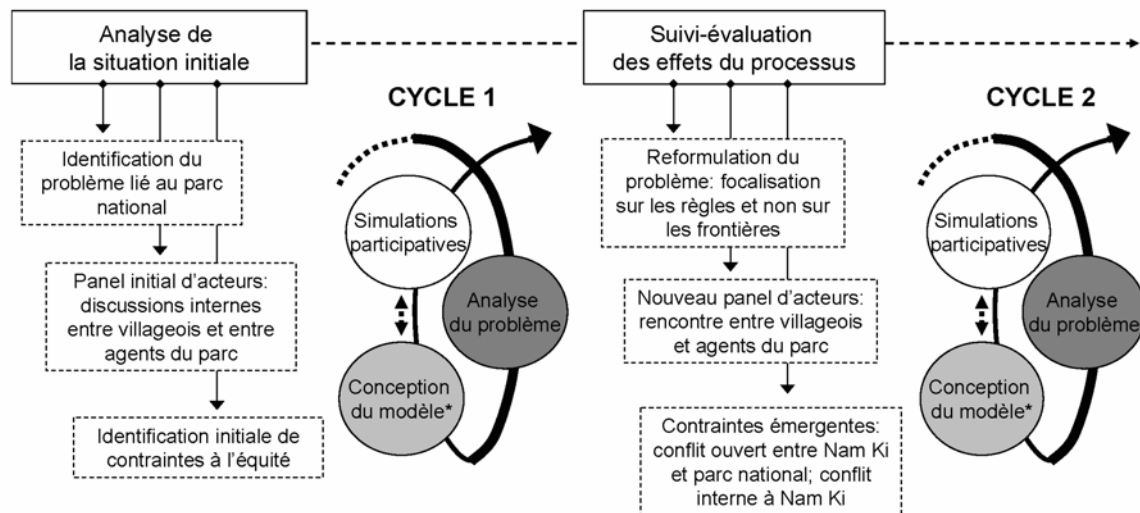 Analyse de
la situation initiale
Identification du
problème lié au parc
national
Panel initial d'acteurs:
discussions internes
entre villageois et entre
agents du parc
Identification initiale de
contraintes à l'équité
CYCLE 1
Simulations
participatives
Analyse
du problème
Conception
du modèle*
Suivi-évaluation
des effets du processus
Reformulation du
problème: focalisation
sur les règles et non sur
les frontières
Nouveau panel d'acteurs:
rencontre entre villageois
et agents du parc
Contraintes émergentes:
conflit ouvert entre Nam Ki
et parc national; conflit
interne à Nam Ki
CYCLE 2
Simulations
participatives
Analyse
du problème
Conception
du modèle*